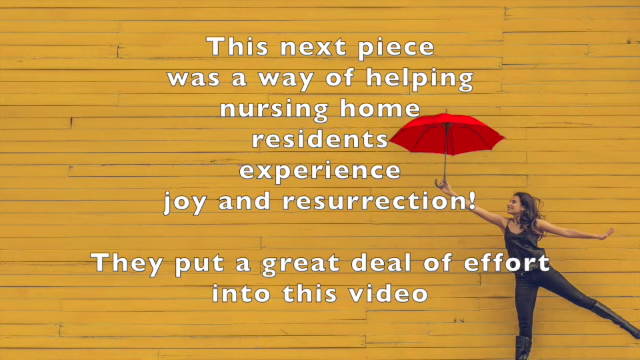 This next piece
was a way of helping
nursing home
residents
experience
joy and resurrection!
They put a great deal of effort
into this video